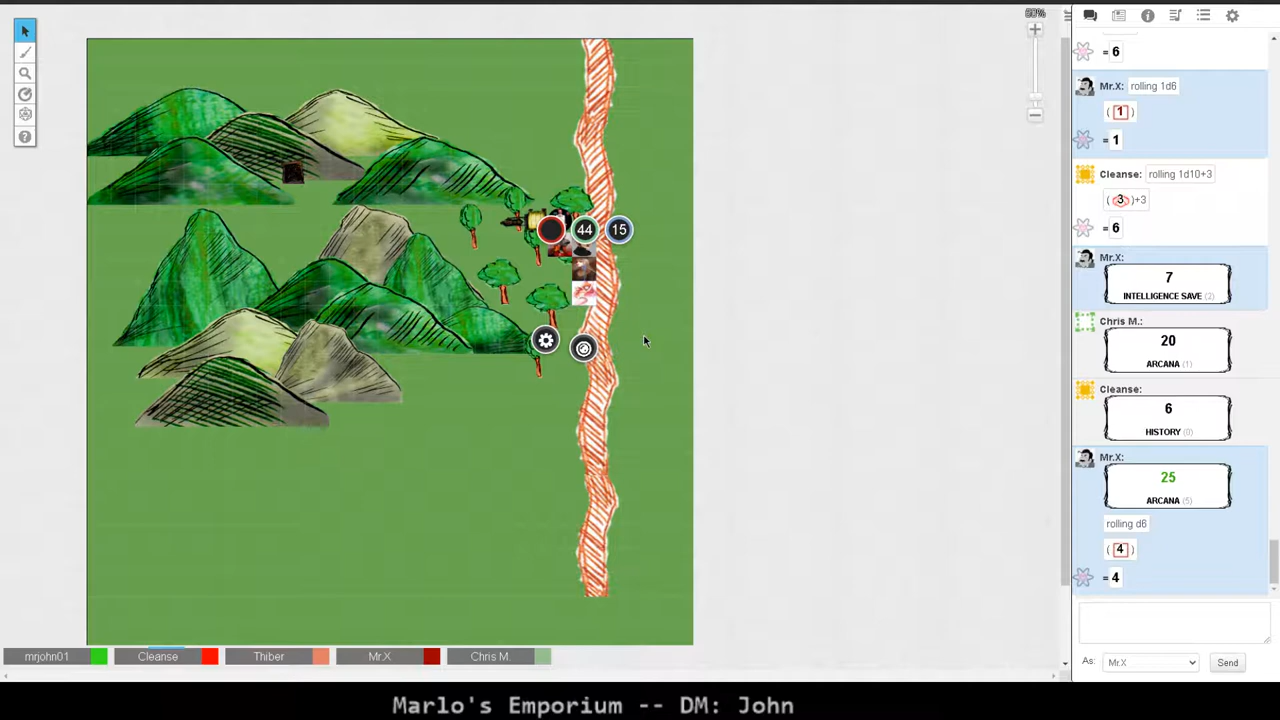 80%
= 6
Mr.X: rolling 1d6
( 1 )
= 1
Cleanse: rolling 1d10+3
( 3 )+3
= 6
Mr.X:
7
INTELLIGENCE SAVE (2)
Chris M.:
20
ARCANA (1)
Cleanse:
6
HISTORY (0)
Mr.X:
25
ARCANA (5)
rolling d6
( 4 )
= 4
44 15
As: Mr.X Send
mrjohn01 Cleanse Thiber Mr.X Chris M.
Marlo's Emporium -- DM: John